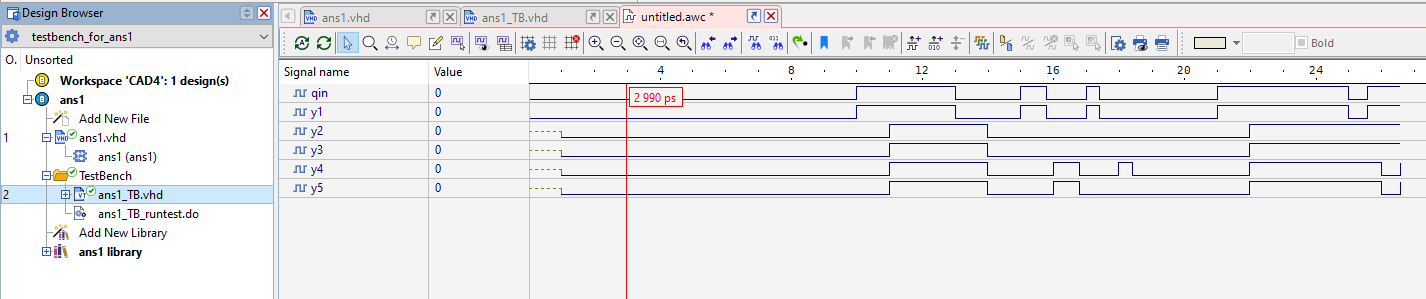 Design Browser
testbench_for_ans1
O. Unsorted
Workspace 'CAD4': 1 design(s)
ans1
Add New File
1 ans1.vhd
ans1 (ans1)
TestBench
2 ans1_TB.vhd
ans1_TB_runtest.do
Add New Library
ans1 library
ans1.vhd ans1_TB.vhd untitled.awc *
Bold
Signal name Value 4 8 12 16 20 24
qin 0 2 990 ps
y1 0
y2 0
y3 0
y4 0
y5 0